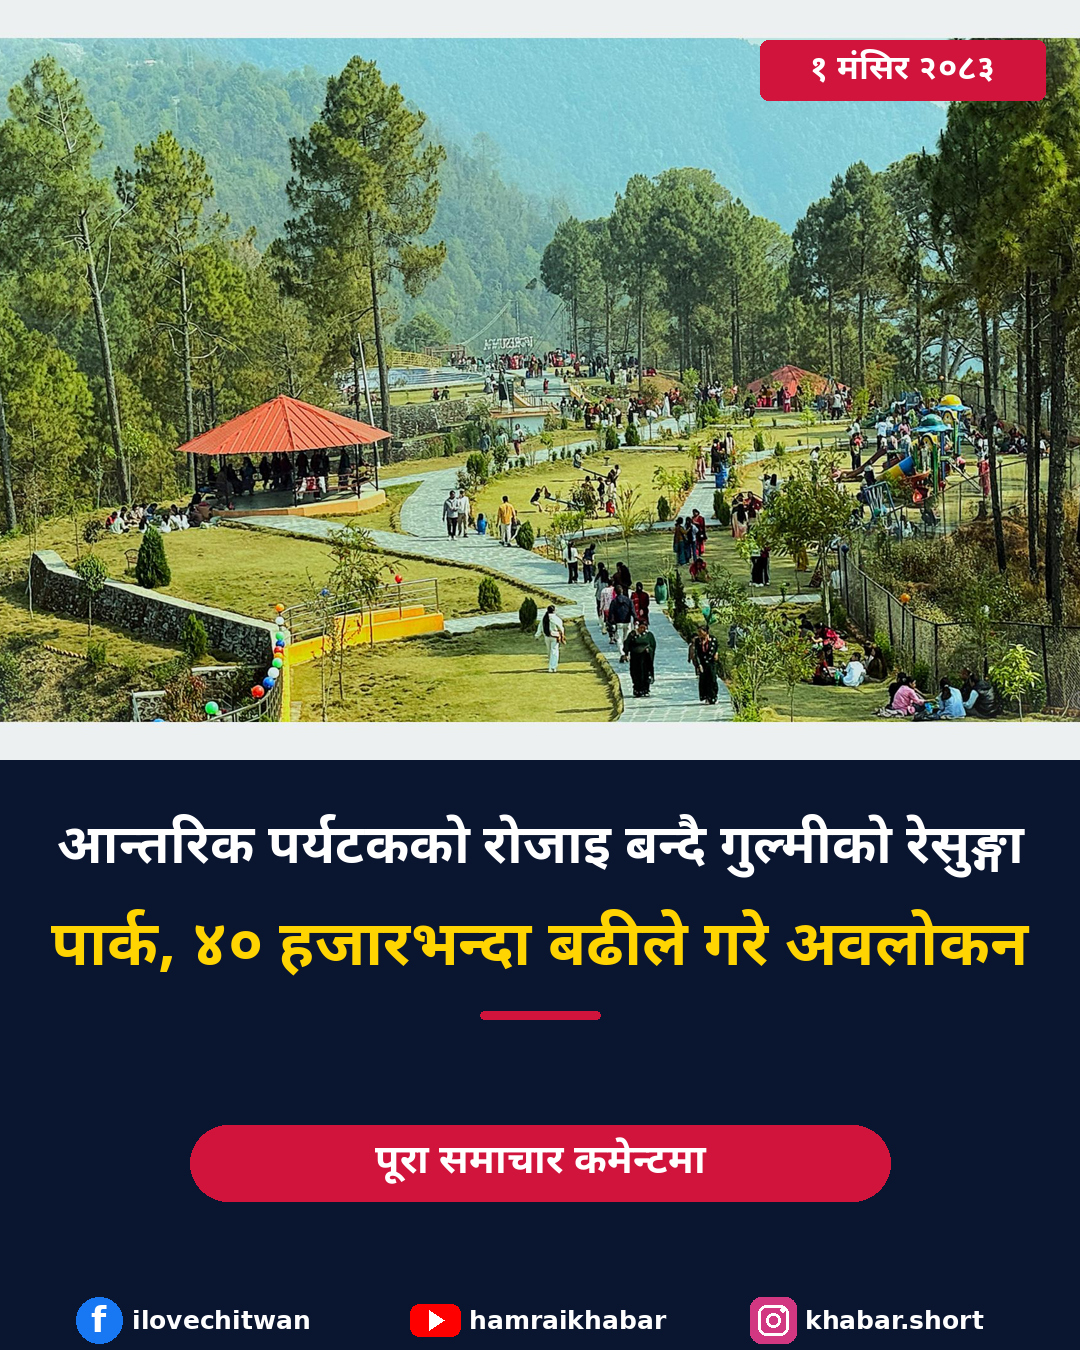 १ मंसिर २०८३
आन्तरिक पर्यटकको रोजाइ बन्दै गुल्मीको रेसुङ्गा
पार्क, ४० हजारभन्दा बढीले गरे अवलोकन
पूरा समाचार कमेन्टमा
ilovechitwan
hamraikhabar
khabar.short